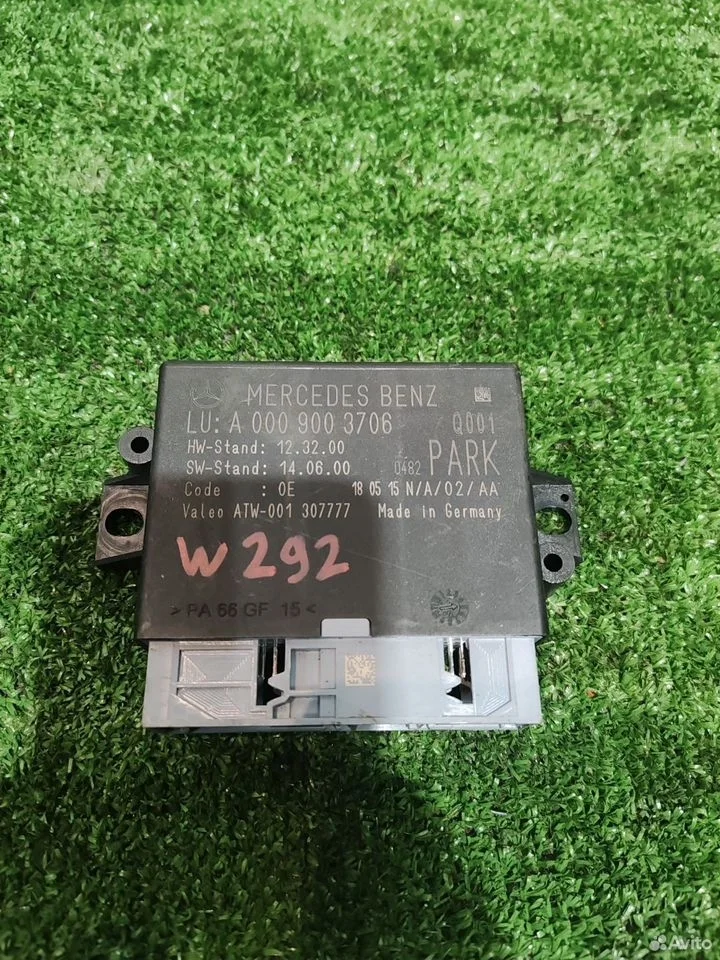 MERCEDES BENZ
LU: A 000 900 3706 Q001
HW-Stand: 12.32.00
SW-Stand: 14.06.00 0482 PARK
Code : 0E 18 05 15 N/A/02/AA
Valeo ATW-001 307777 Made in Germany
W292
>PA 66 GF 15<
Avito